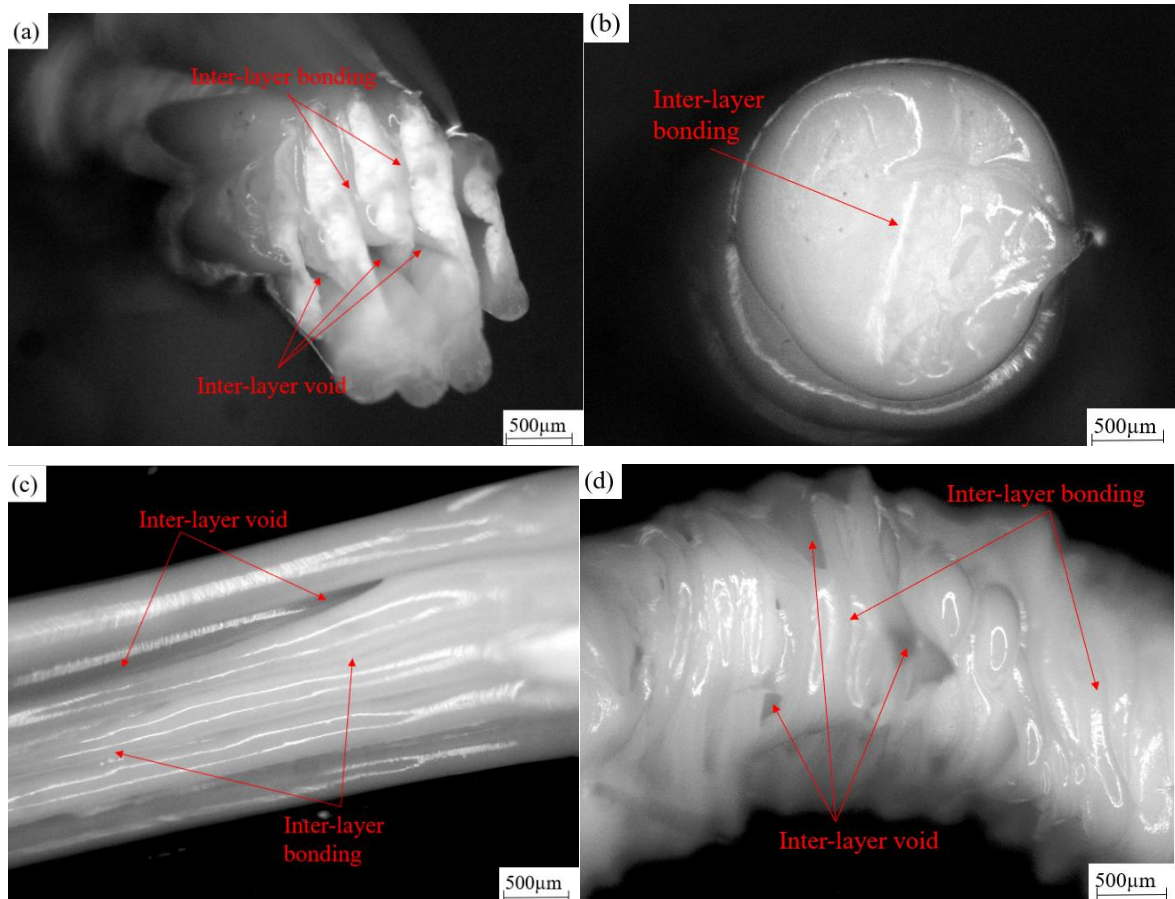 (a)
Inter-layer bonding
Inter-layer void
500µm
(b)
Inter-layer
bonding
500µm
(c)
Inter-layer void
Inter-layer
bonding
500µm
(d)
Inter-layer bonding
Inter-layer void
500µm